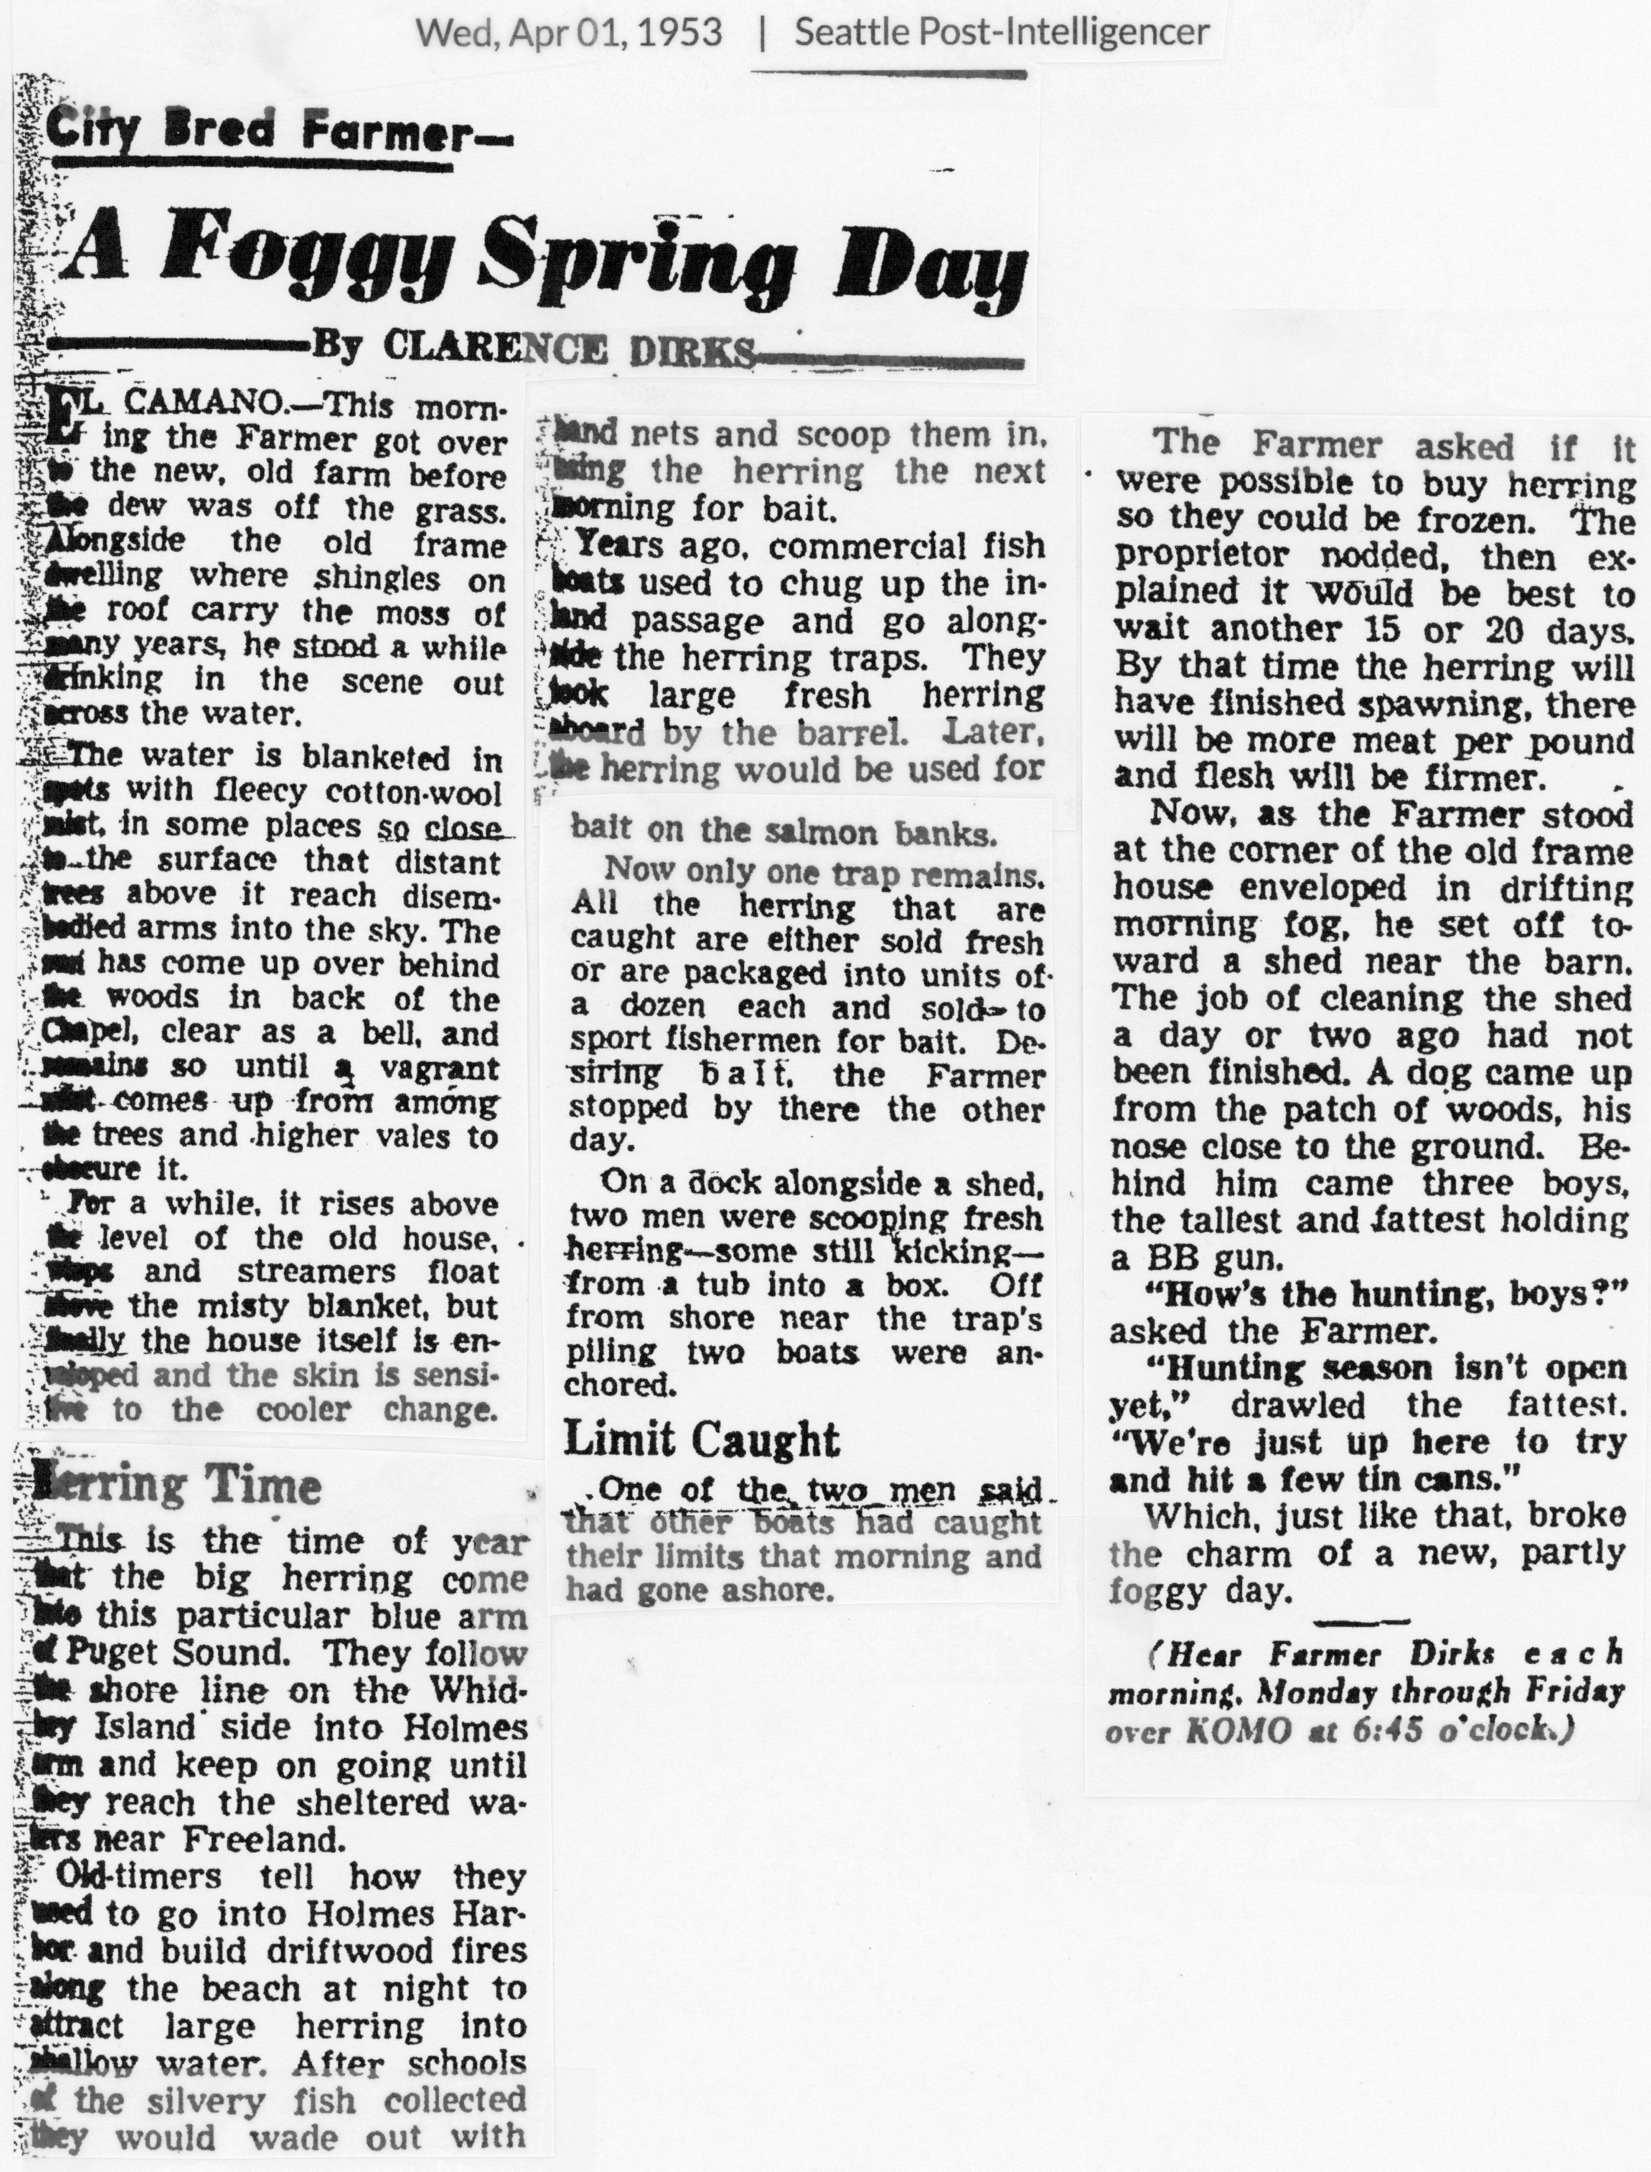 Wed, Apr 01, 1953 | Seattle Post-Intelligencer
City Bred Farmer—
A Foggy Spring Day
By CLARENCE DIRKS
EL CAMANO.—This morn-
ing the Farmer got over
to the new, old farm before
the dew was off the grass.
Alongside the old frame
dwelling where shingles on
the roof carry the moss of
many years, he stood a while
drinking in the scene out
across the water.
The water is blanketed in
spots with fleecy cotton-wool
mist, in some places so close
to the surface that distant
trees above it reach disem-
bodied arms into the sky. The
sun has come up over behind
the woods in back of the
Chapel, clear as a bell, and
remains so until a vagrant
mist comes up from among
the trees and higher vales to
obscure it.
For a while, it rises above
the level of the old house,
wisps and streamers float
above the misty blanket, but
finally the house itself is en-
veloped and the skin is sensi-
tive to the cooler change.
Herring Time
This is the time of year
that the big herring come
into this particular blue arm
of Puget Sound. They follow
the shore line on the Whid-
bey Island side into Holmes
arm and keep on going until
they reach the sheltered wa-
ters near Freeland.
Old-timers tell how they
used to go into Holmes Har-
bor and build driftwood fires
along the beach at night to
attract large herring into
shallow water. After schools
of the silvery fish collected
they would wade out with
hand nets and scoop them in,
using the herring the next
morning for bait.
Years ago, commercial fish
boats used to chug up the in-
land passage and go along-
side the herring traps. They
took large fresh herring
aboard by the barrel. Later,
the herring would be used for
bait on the salmon banks.
Now only one trap remains.
All the herring that are
caught are either sold fresh
or are packaged into units of
a dozen each and sold to
sport fishermen for bait. De-
siring bait, the Farmer
stopped by there the other
day.
On a dock alongside a shed,
two men were scooping fresh
herring—some still kicking—
from a tub into a box. Off
from shore near the trap's
piling two boats were an-
chored.
Limit Caught
One of the two men said
that other boats had caught
their limits that morning and
had gone ashore.
The Farmer asked if it
were possible to buy herring
so they could be frozen. The
proprietor nodded, then ex-
plained it would be best to
wait another 15 or 20 days.
By that time the herring will
have finished spawning, there
will be more meat per pound
and flesh will be firmer.
Now, as the Farmer stood
at the corner of the old frame
house enveloped in drifting
morning fog, he set off to-
ward a shed near the barn.
The job of cleaning the shed
a day or two ago had not
been finished. A dog came up
from the patch of woods, his
nose close to the ground. Be-
hind him came three boys,
the tallest and fattest holding
a BB gun.
“How's the hunting, boys?”
asked the Farmer.
“Hunting season isn't open
yet,” drawled the fattest.
“We're just up here to try
and hit a few tin cans.”
Which, just like that, broke
the charm of a new, partly
foggy day.
(Hear Farmer Dirks each
morning, Monday through Friday
over KOMO at 6:45 o'clock.)